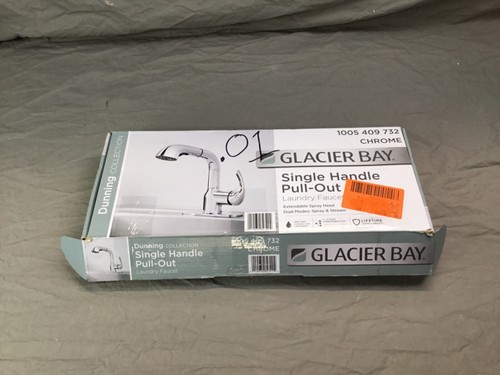 1005 409 732
CHROME
.01
GLACIER BAY
Dunning COLLECTION
Single Handle
Pull-Out
Laundry Faucet
Extendable Spray Head
Dual Modes: Spray & Stream
LIFETIME
Dunning COLLECTION
Single Handle
Pull-Out
Laundry Faucet
732
CHROME
GLACIER BAY